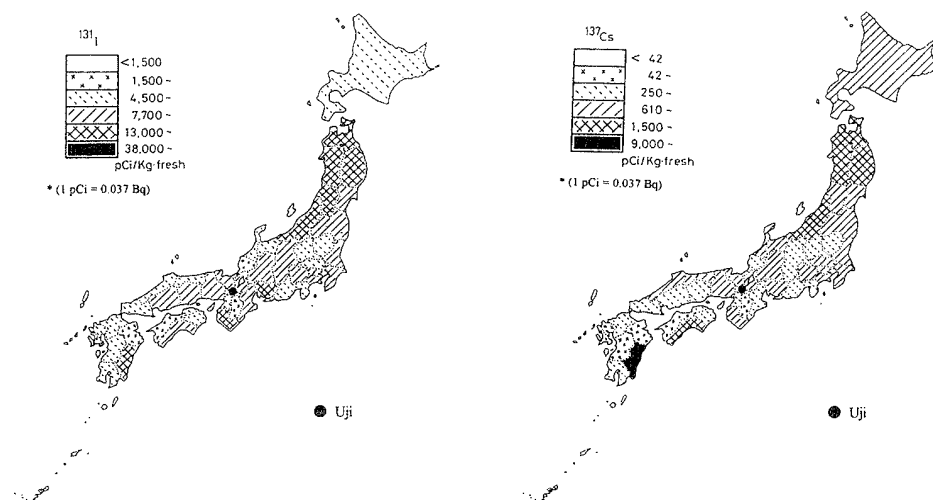 131I
<1,500
1,500~
4,500~
7,700~
13,000~
38,000~
pCi/Kg·fresh
* (1 pCi = 0.037 Bq)
Uji
137Cs
< 42
42~
250~
610~
1,500~
9,000~
pCi/Kg·fresh
* (1 pCi = 0.037 Bq)
Uji